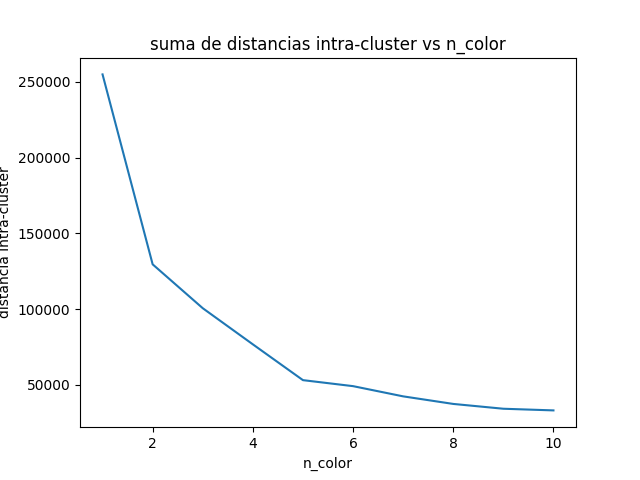 suma de distancias intra-cluster vs n_color
250000
200000
150000
100000
50000
distancia intra-cluster
2 4 6 8 10
n_color